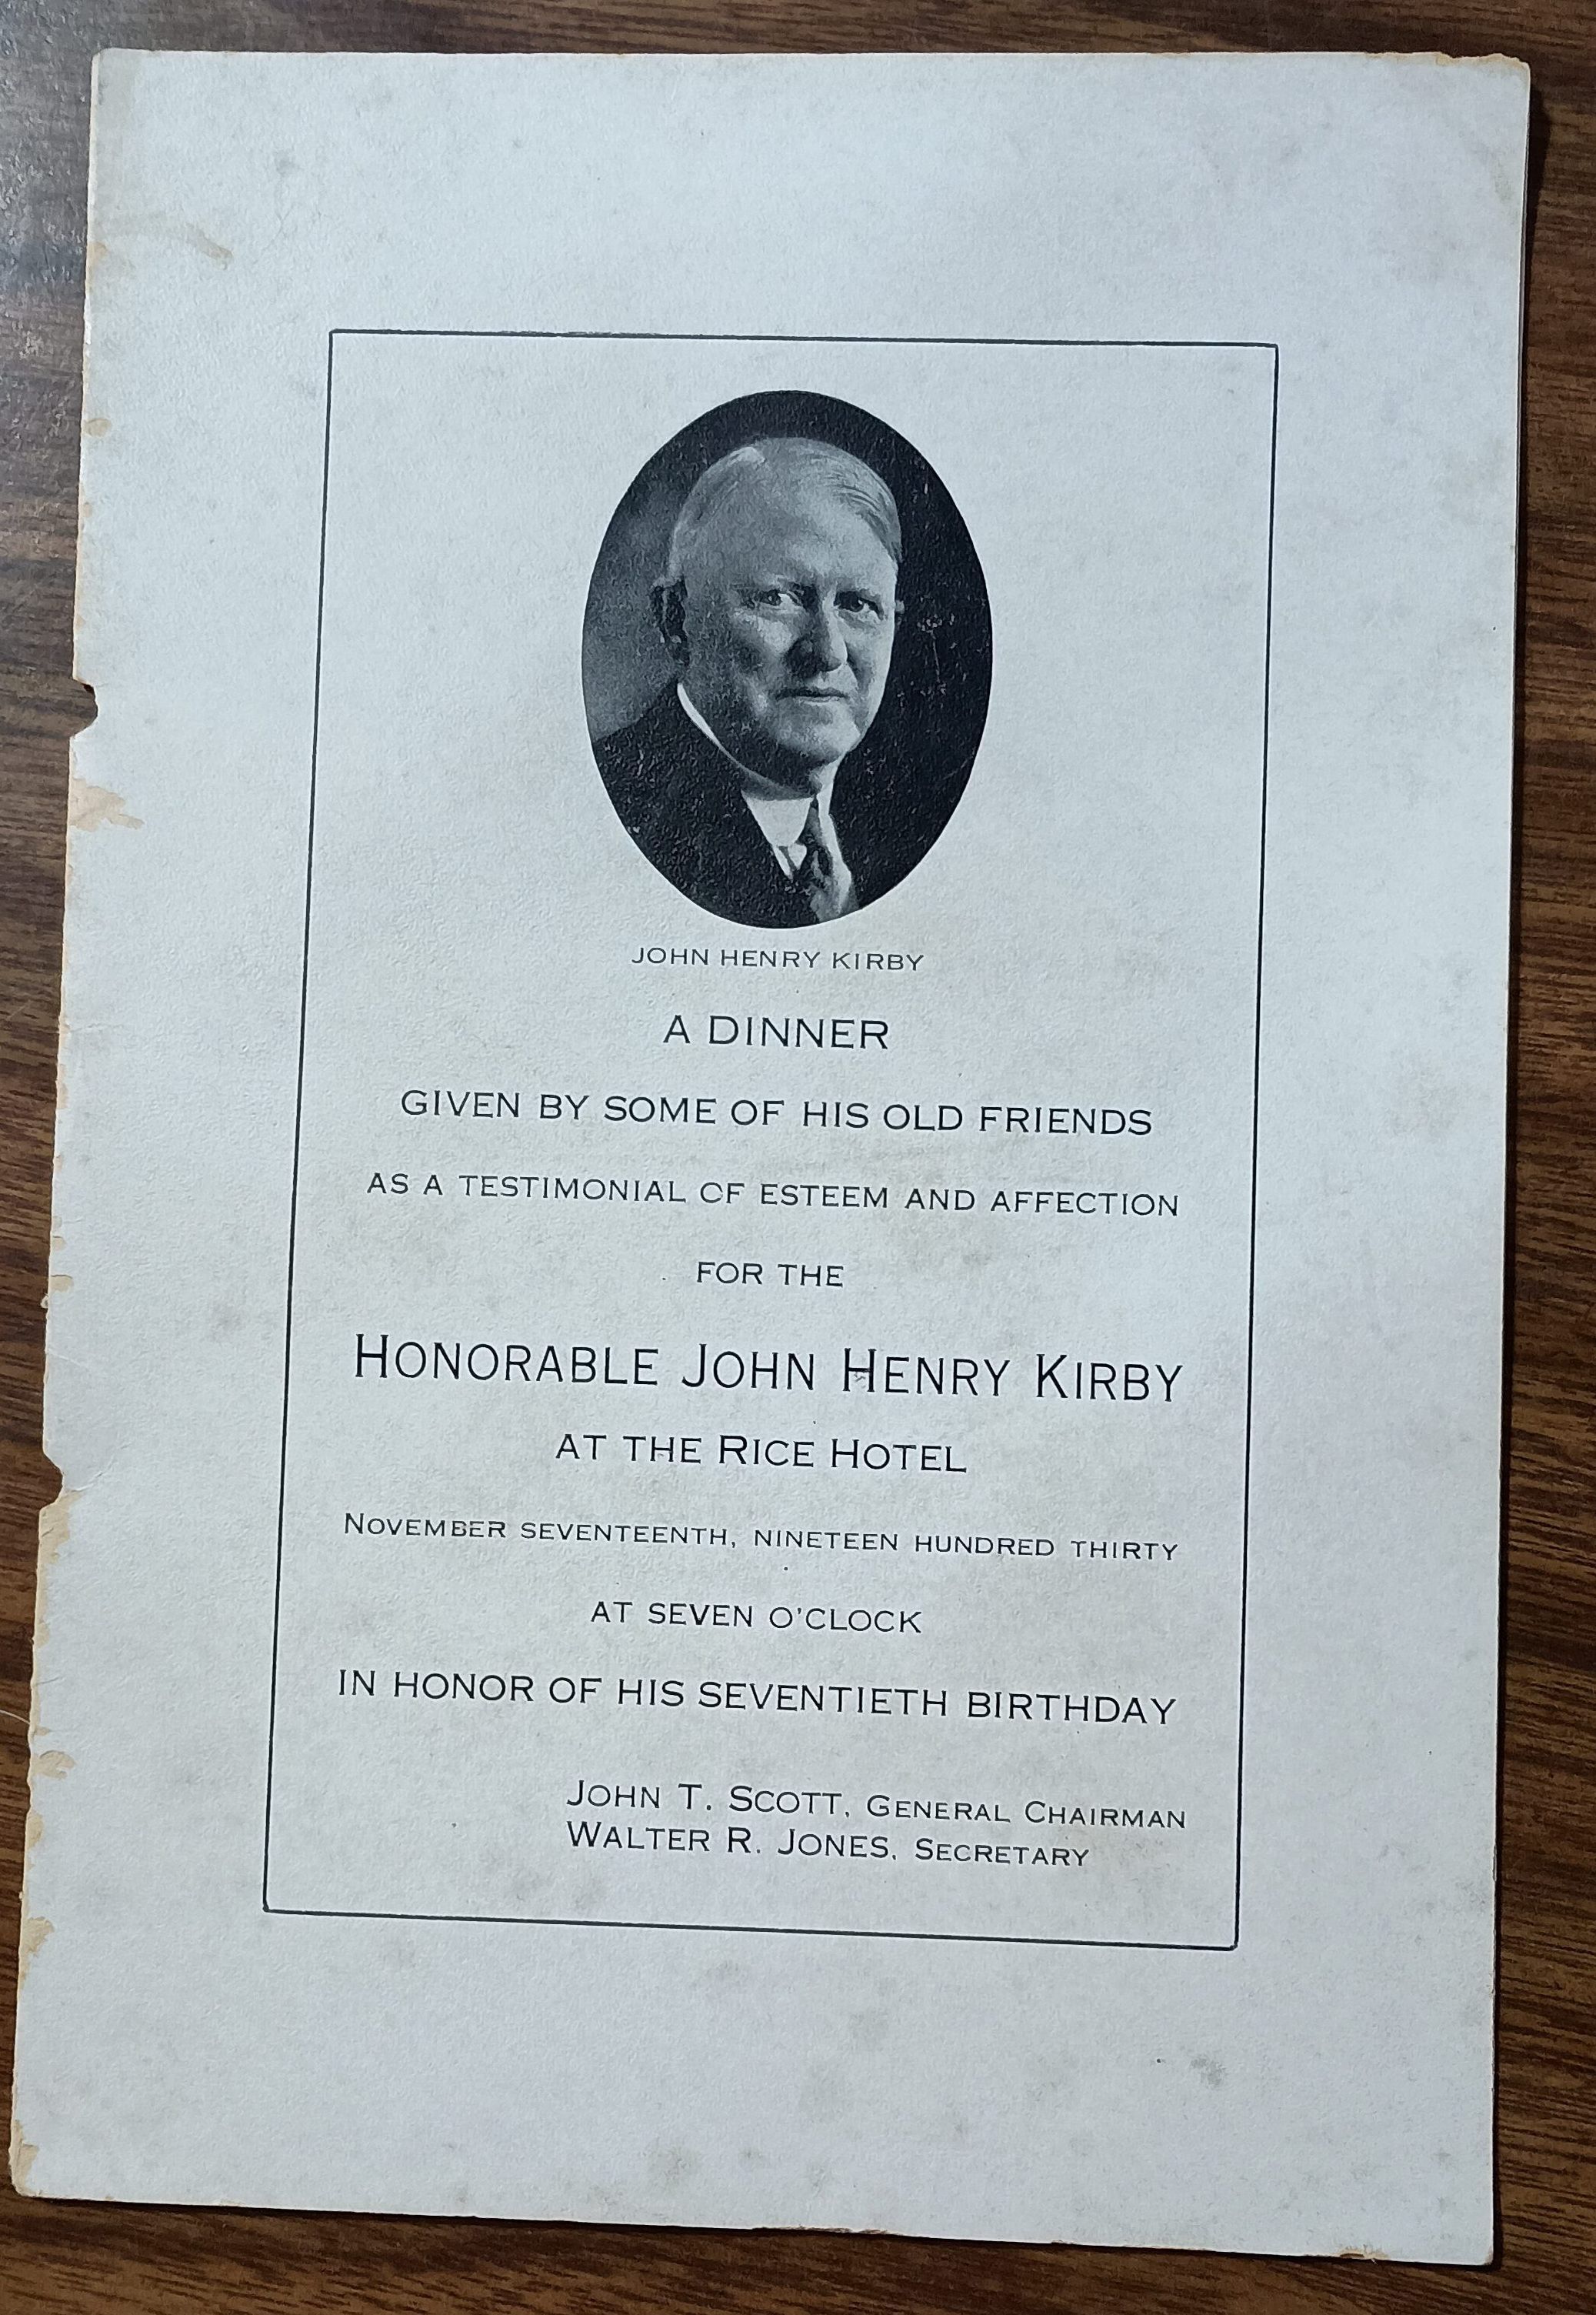 JOHN HENRY KIRBY
A DINNER
GIVEN BY SOME OF HIS OLD FRIENDS
AS A TESTIMONIAL OF ESTEEM AND AFFECTION
FOR THE
HONORABLE JOHN HENRY KIRBY
AT THE RICE HOTEL
NOVEMBER SEVENTEENTH, NINETEEN HUNDRED THIRTY
AT SEVEN O'CLOCK
IN HONOR OF HIS SEVENTIETH BIRTHDAY
JOHN T. SCOTT, GENERAL CHAIRMAN
WALTER R. JONES, SECRETARY